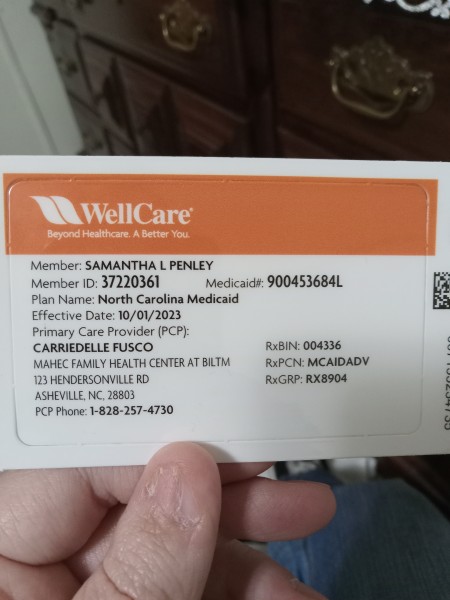 WellCare
Beyond Healthcare. A Better You.
Member: SAMANTHA L PENLEY
Member ID: 37220361 Medicaid#: 900453684L
Plan Name: North Carolina Medicaid
Effective Date: 10/01/2023
Primary Care Provider (PCP):
CARRIEDELLE FUSCO RxBIN: 004336
MAHEC FAMILY HEALTH CENTER AT BILTM RxPCN: MCAIDADV
123 HENDERSONVILLE RD RxGRP: RX8904
ASHEVILLE, NC, 28803
PCP Phone: 1-828-257-4730